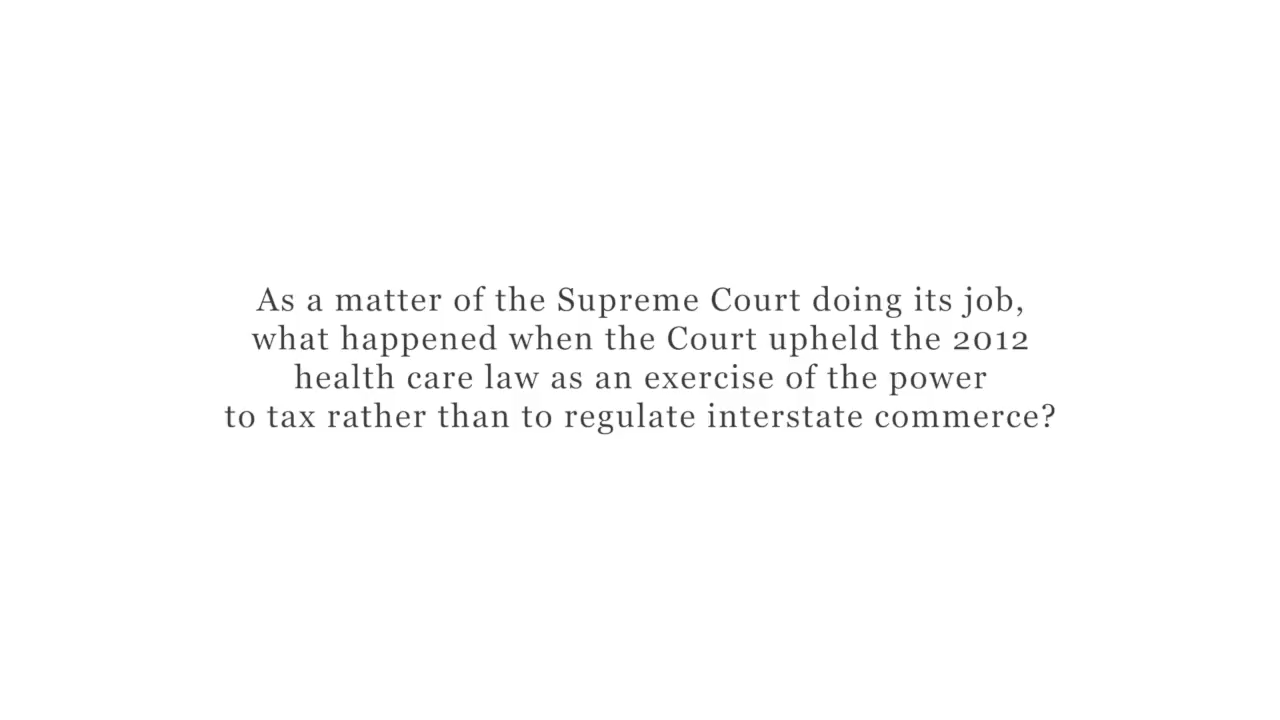 As a matter of the Supreme Court doing its job,
what happened when the Court upheld the 2012
health care law as an exercise of the power
to tax rather than to regulate interstate commerce?